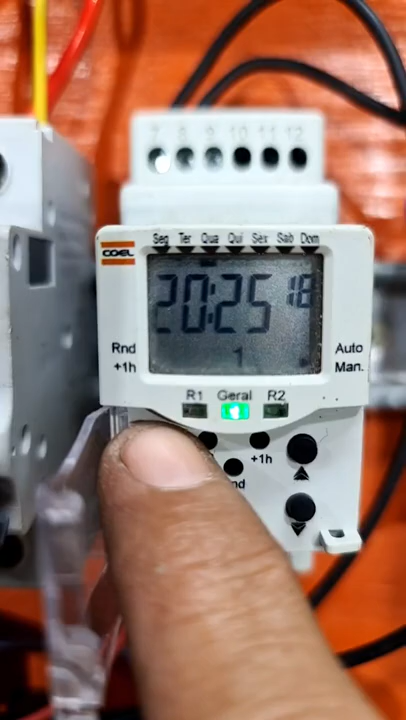 7 8 9 10 11 12
Seg Ter Qua Qui Sex Sab Dom
COEL
20:25 18
1
Rnd
+1h
Auto
Man.
R1 Geral R2
+1h